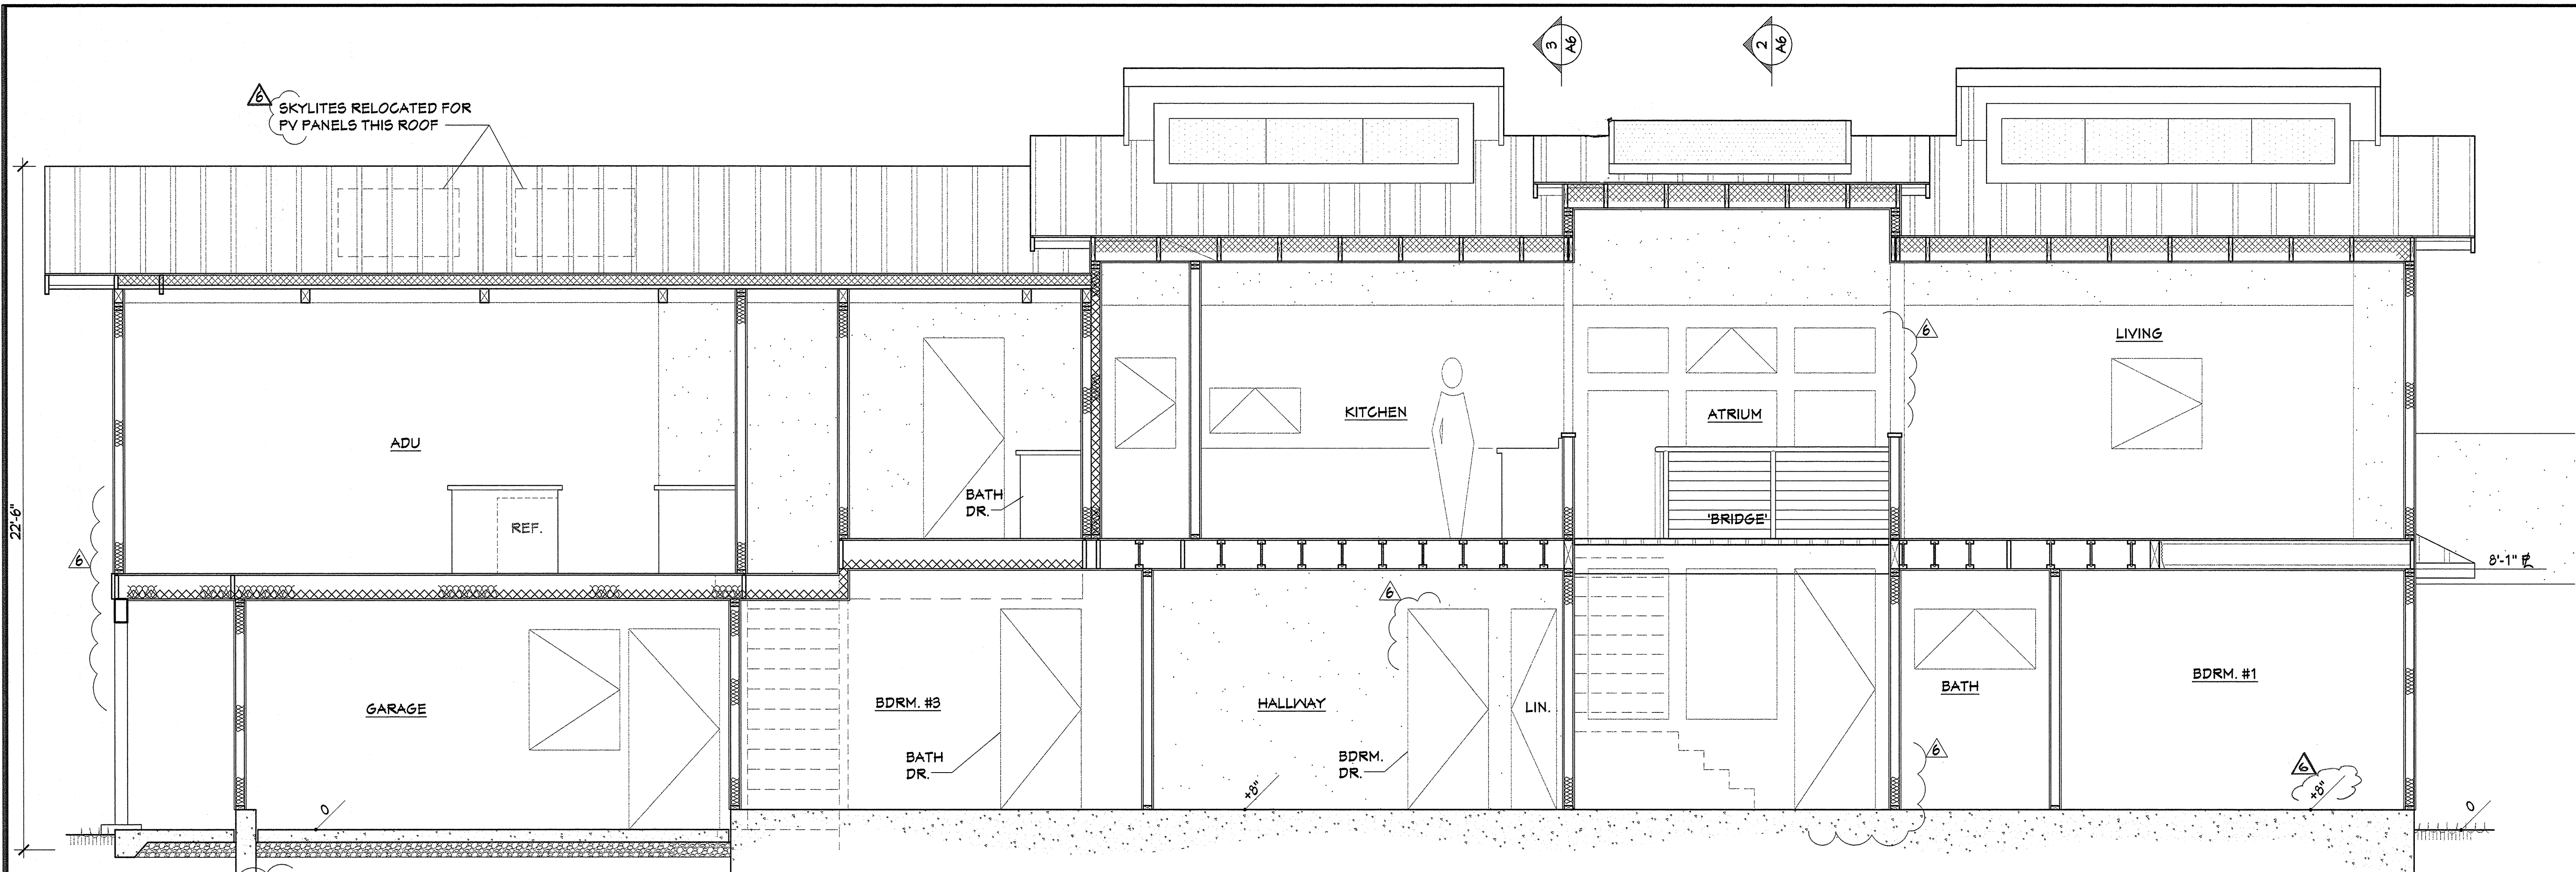 3
A6
2
A6
6
SKYLITES RELOCATED FOR
PV PANELS THIS ROOF
22'-6"
6
LIVING
KITCHEN
ATRIUM
ADU
BATH
DR.
REF.
'BRIDGE'
6
8'-1" PL
6
BDRM. #1
BATH
BDRM. #3
HALLWAY
LIN.
GARAGE
BATH
DR.
BDRM.
DR.
6
6
+8"
+8"
0
0